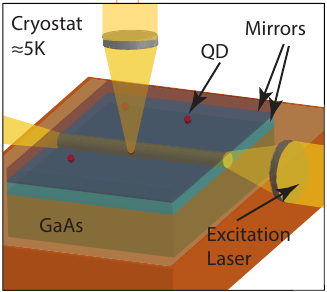 Cryostat
≈5K
Mirrors
QD
GaAs
Excitation
Laser